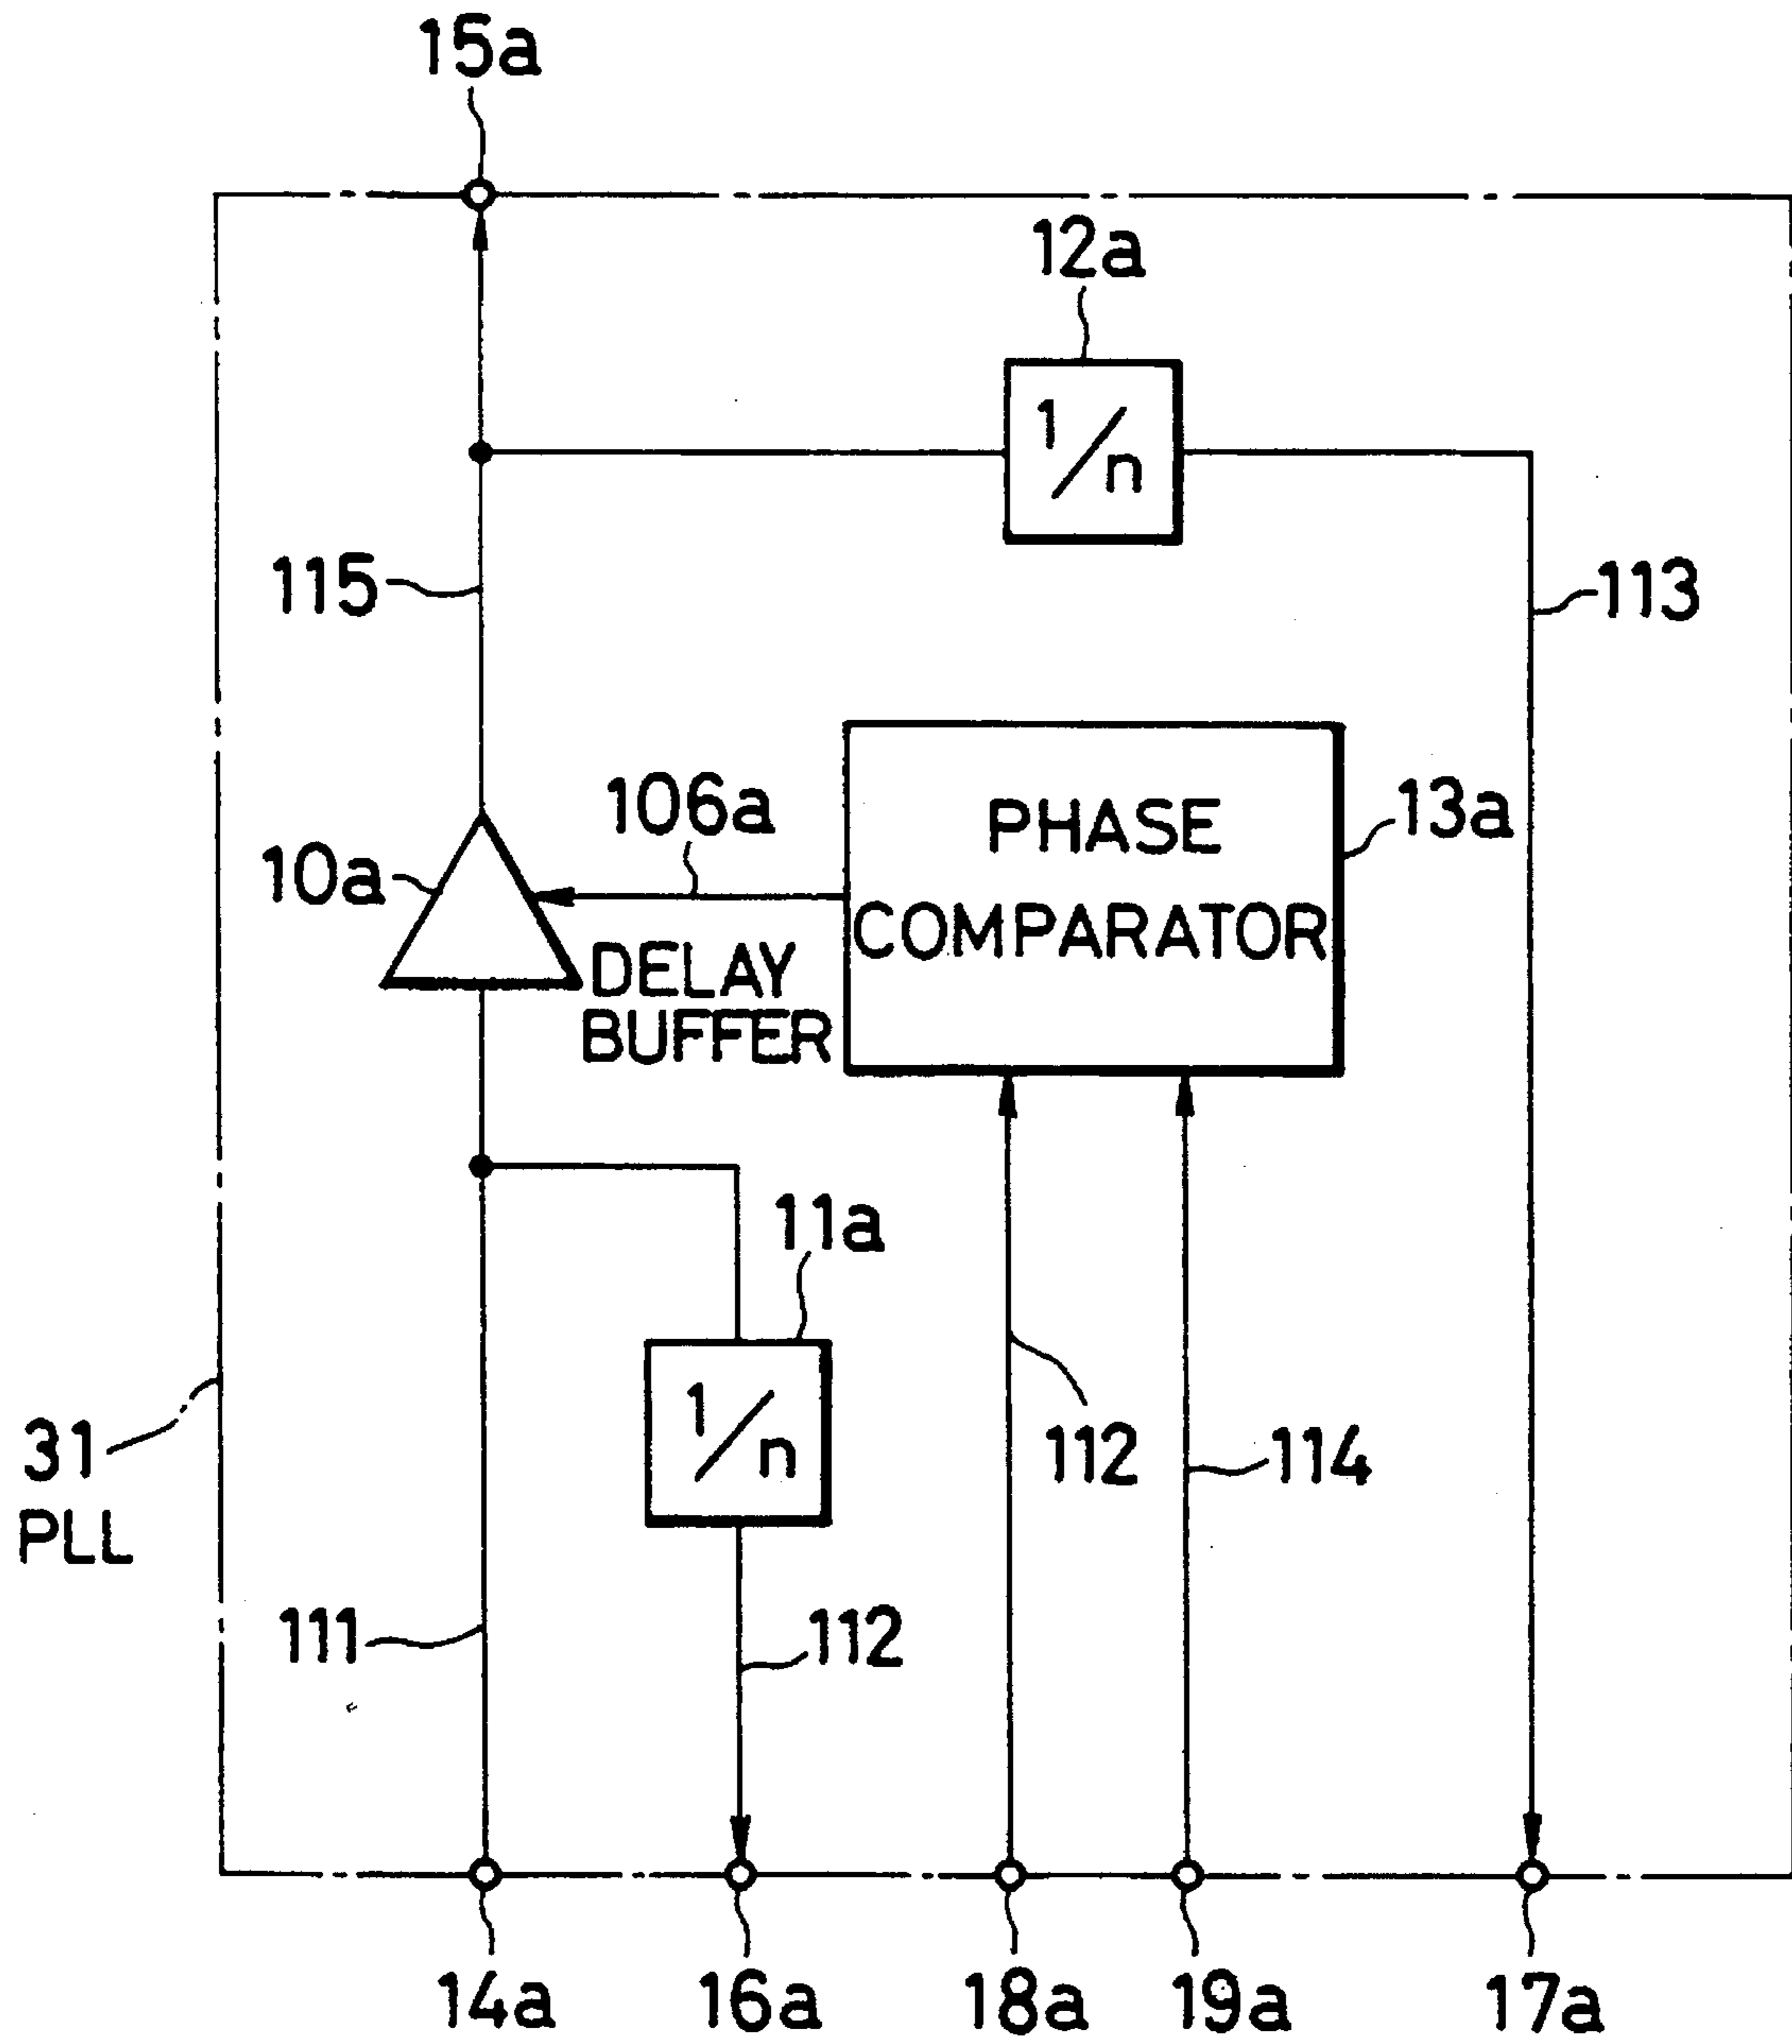 15a
12a
1/n
115
113
106a
PHASE
COMPARATOR
13a
10a
DELAY
BUFFER
11a
1/n
112
114
31
PLL
111
112
14a
16a
18a
19a
17a